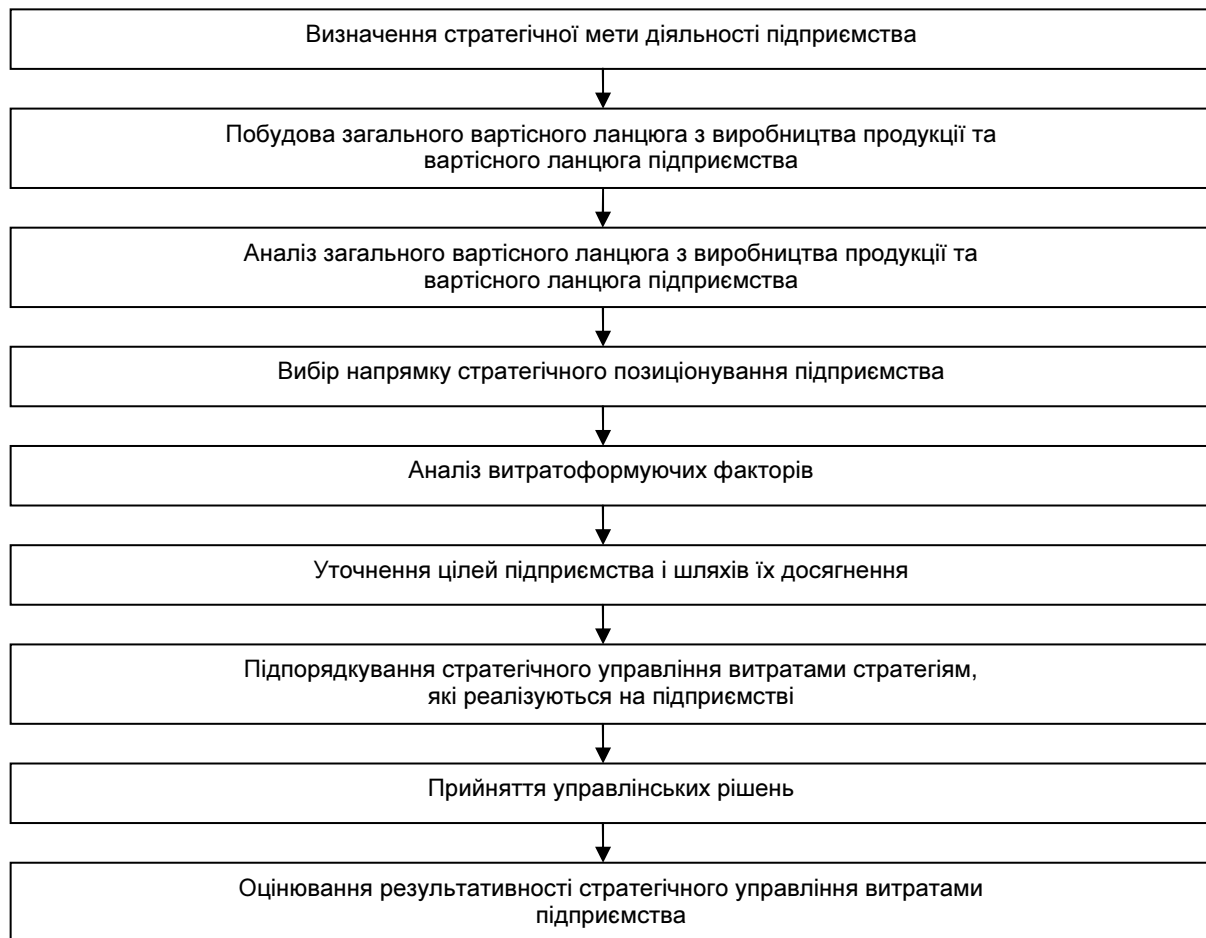 Визначення стратегічної мети діяльності підприємства
Побудова загального вартісного ланцюга з виробництва продукції та
вартісного ланцюга підприємства
Аналіз загального вартісного ланцюга з виробництва продукції та
вартісного ланцюга підприємства
Вибір напрямку стратегічного позиціонування підприємства
Аналіз витратоформуючих факторів
Уточнення цілей підприємства і шляхів їх досягнення
Підпорядкування стратегічного управління витратами стратегіям,
які реалізуються на підприємстві
Прийняття управлінських рішень
Оцінювання результативності стратегічного управління витратами
підприємства